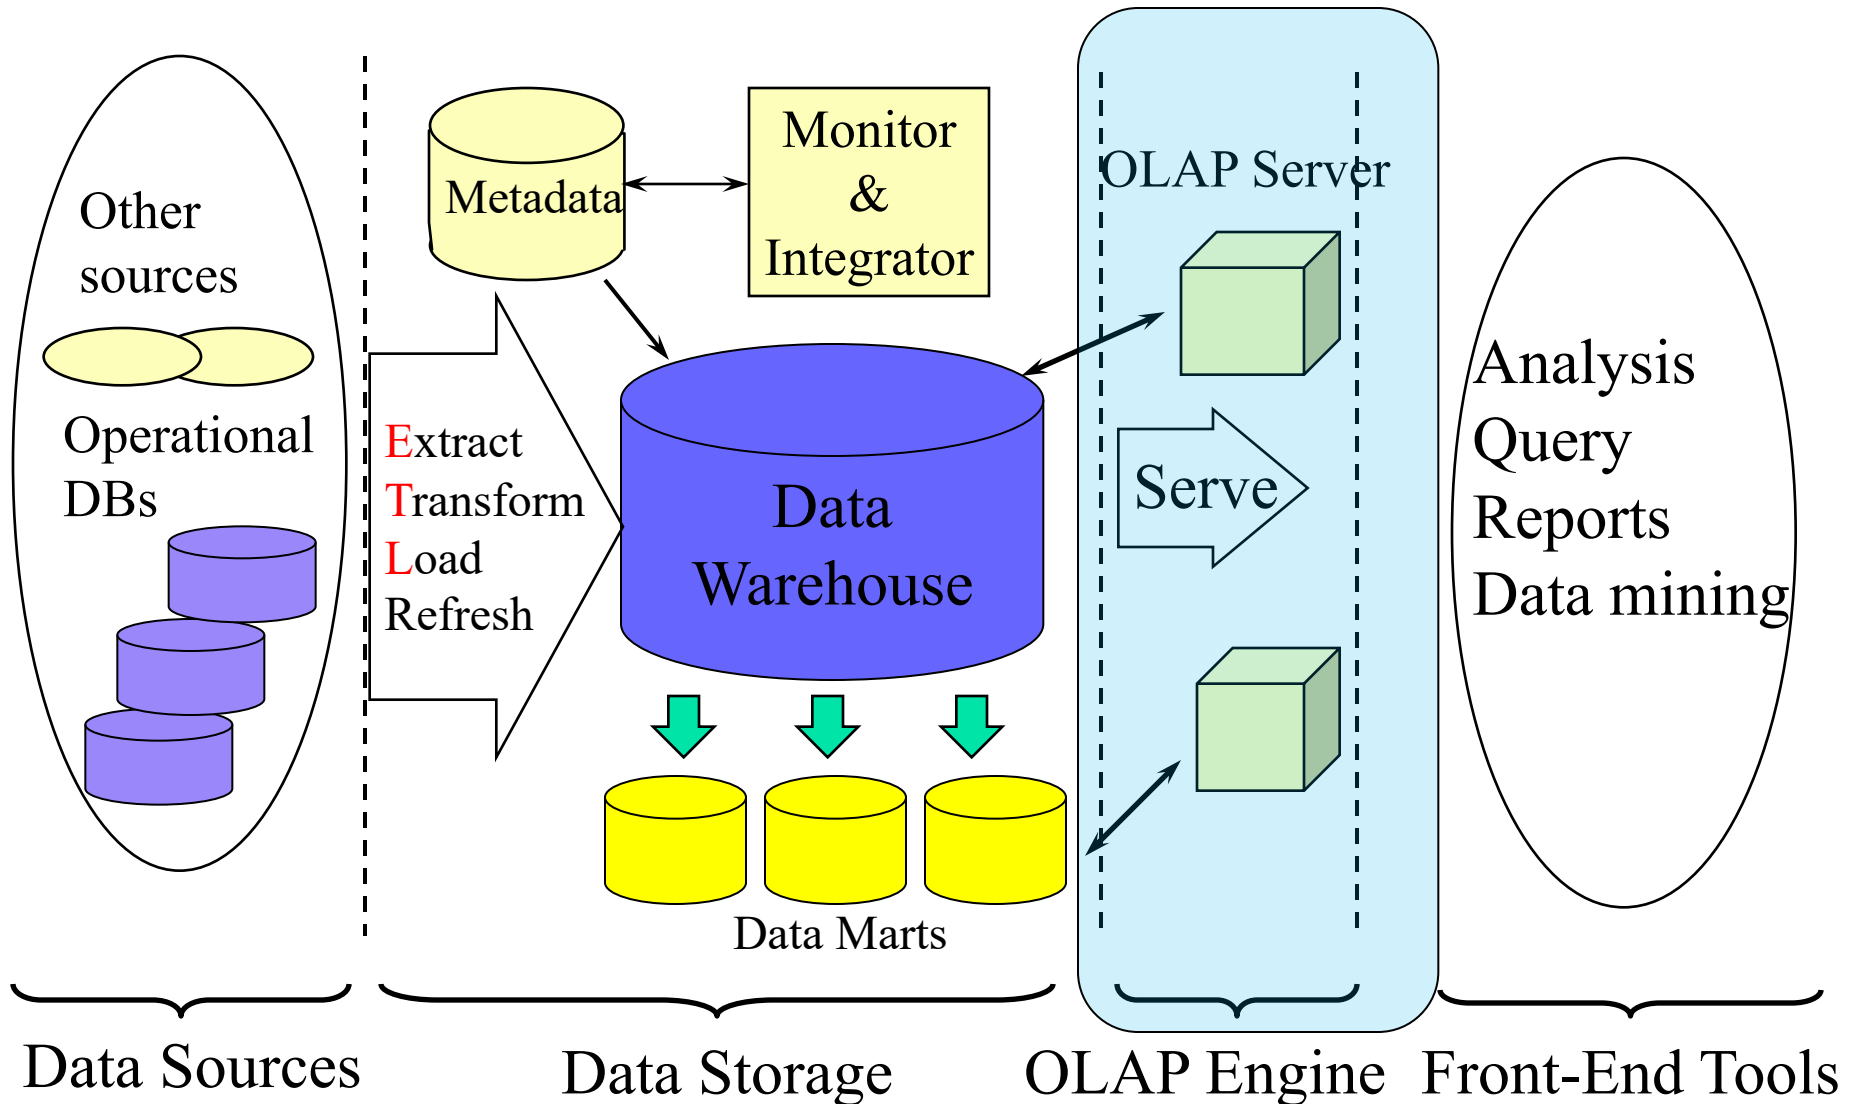 Other
sources
Operational
DBs
Metadata
Monitor
&
Integrator
Extract
Transform
Load
Refresh
Data
Warehouse
Data Marts
OLAP Server
Serve
Analysis
Query
Reports
Data mining
Data Sources
Data Storage
OLAP Engine
Front-End Tools